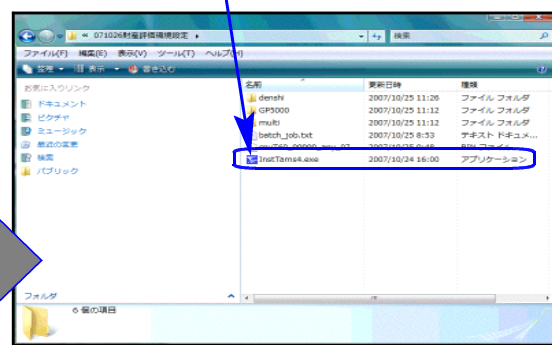 « 071026財産評価環境設定 ▸
検索
ファイル(F) 編集(E) 表示(V) ツール(T) ヘルプ(H)
整理 表示 書き込む
お気に入りリンク
ドキュメント
ピクチャ
ミュージック
最近の変更
検索
パブリック
フォルダ
名前 更新日時 種類
denshi 2007/10/25 11:26 ファイル フォルダ
GP5000 2007/10/25 11:12 ファイル フォルダ
multi 2007/10/25 11:12 ファイル フォルダ
batch_job.txt 2007/10/25 8:53 テキスト ドキュメ...
InstTams4.exe 2007/10/24 16:00 アプリケーション
6 個の項目